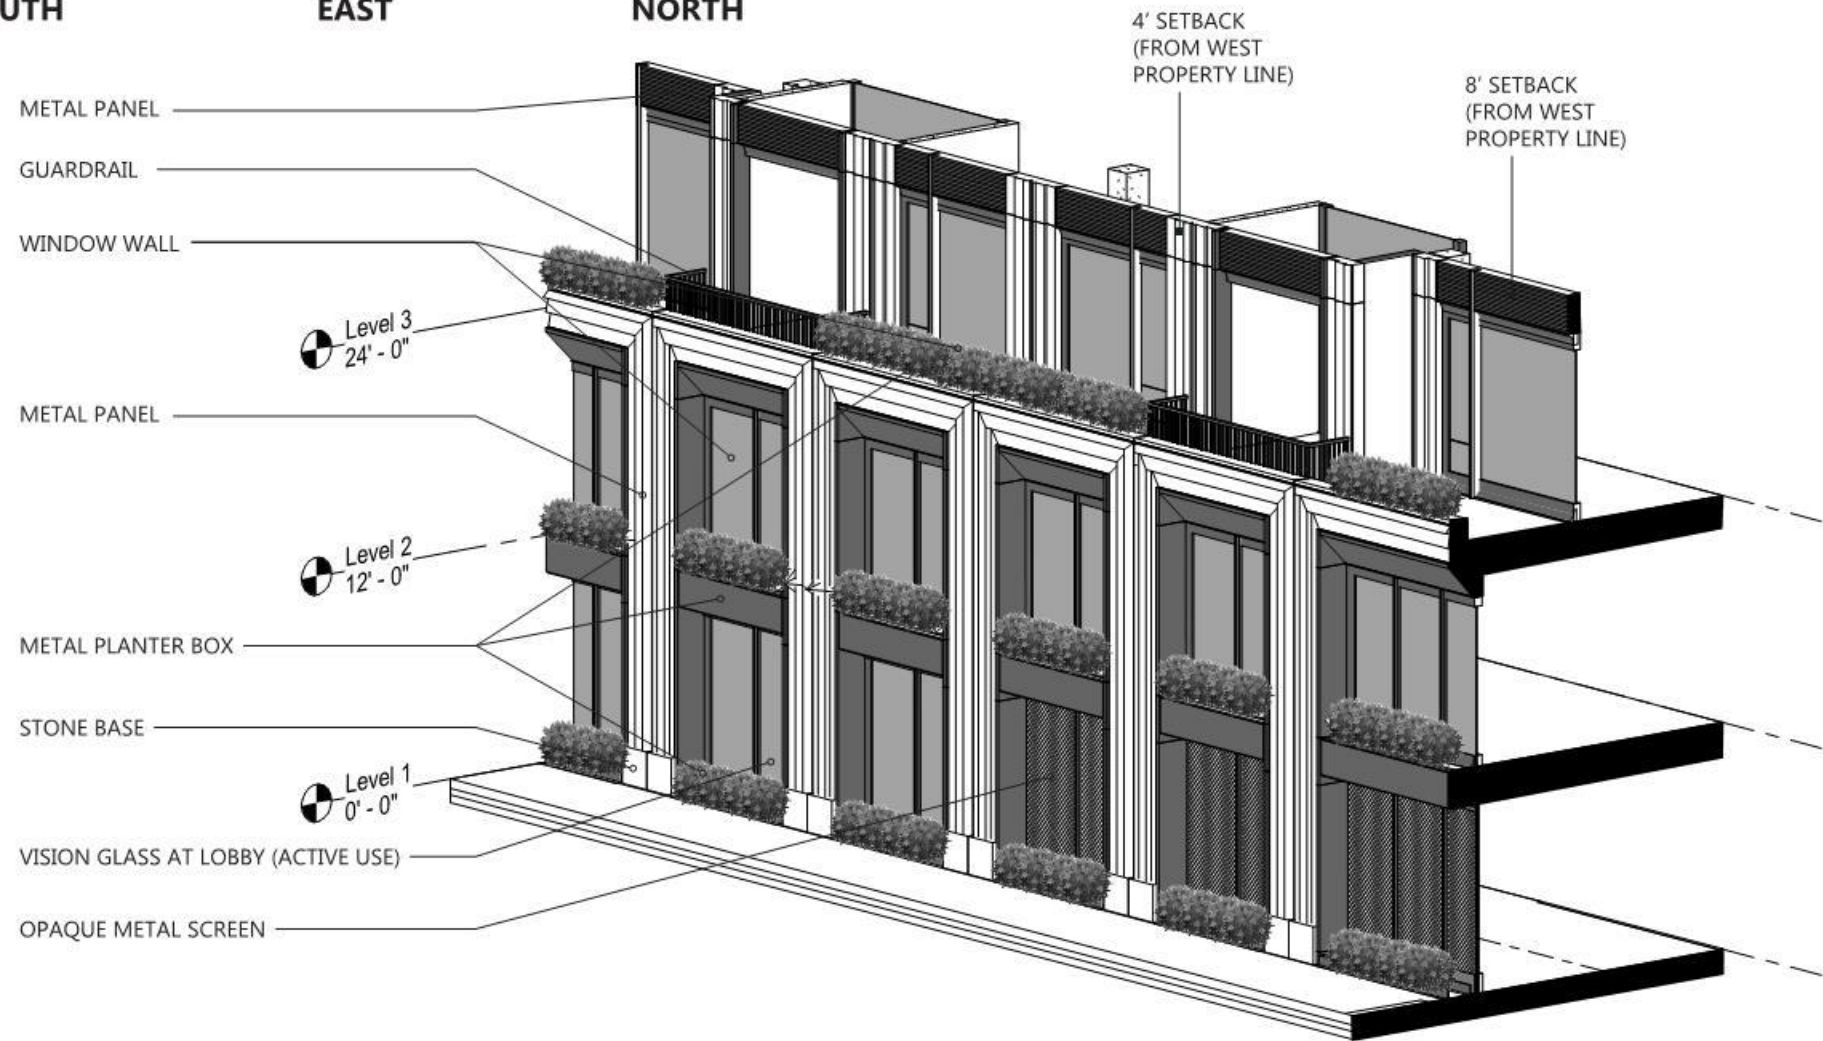 UTH
EAST
NORTH
4' SETBACK
(FROM WEST
PROPERTY LINE)
8' SETBACK
(FROM WEST
PROPERTY LINE)
METAL PANEL
GUARDRAIL
WINDOW WALL
Level 3
24' - 0"
METAL PANEL
Level 2
12' - 0"
METAL PLANTER BOX
STONE BASE
Level 1
0' - 0"
VISION GLASS AT LOBBY (ACTIVE USE)
OPAQUE METAL SCREEN